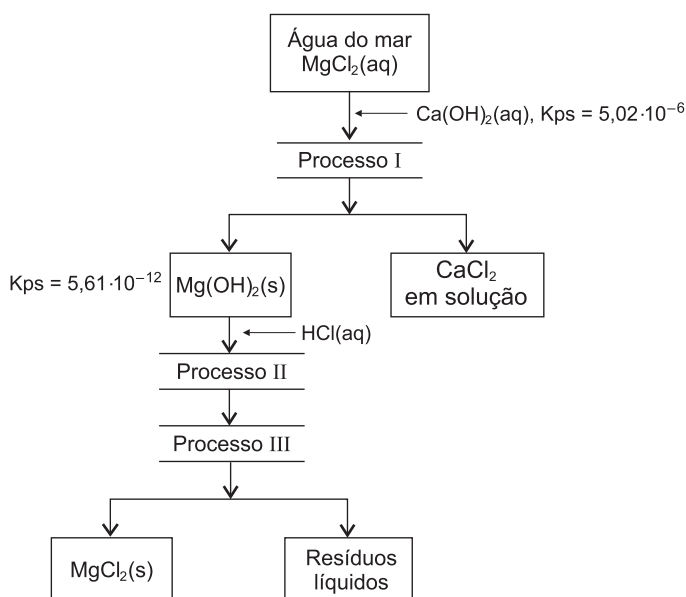 Água do mar
MgCl₂(aq)
Ca(OH)₂(aq), Kps = 5,02·10⁻⁶
Processo I
Kps = 5,61·10⁻¹²
Mg(OH)₂(s)
CaCl₂
em solução
HCl(aq)
Processo II
Processo III
MgCl₂(s)
Resíduos
líquidos